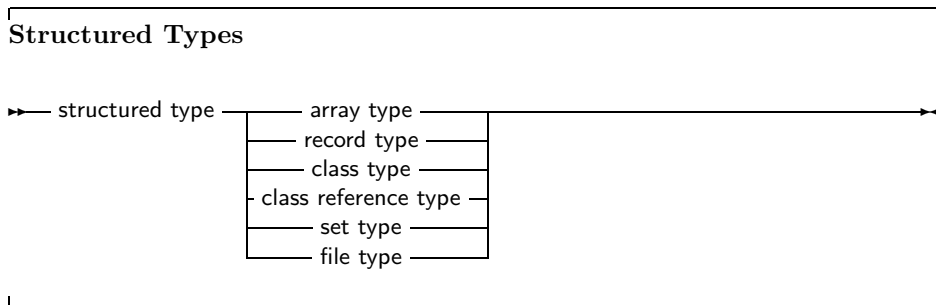 Structured Types
structured type array type
record type
class type
class reference type
set type
file type